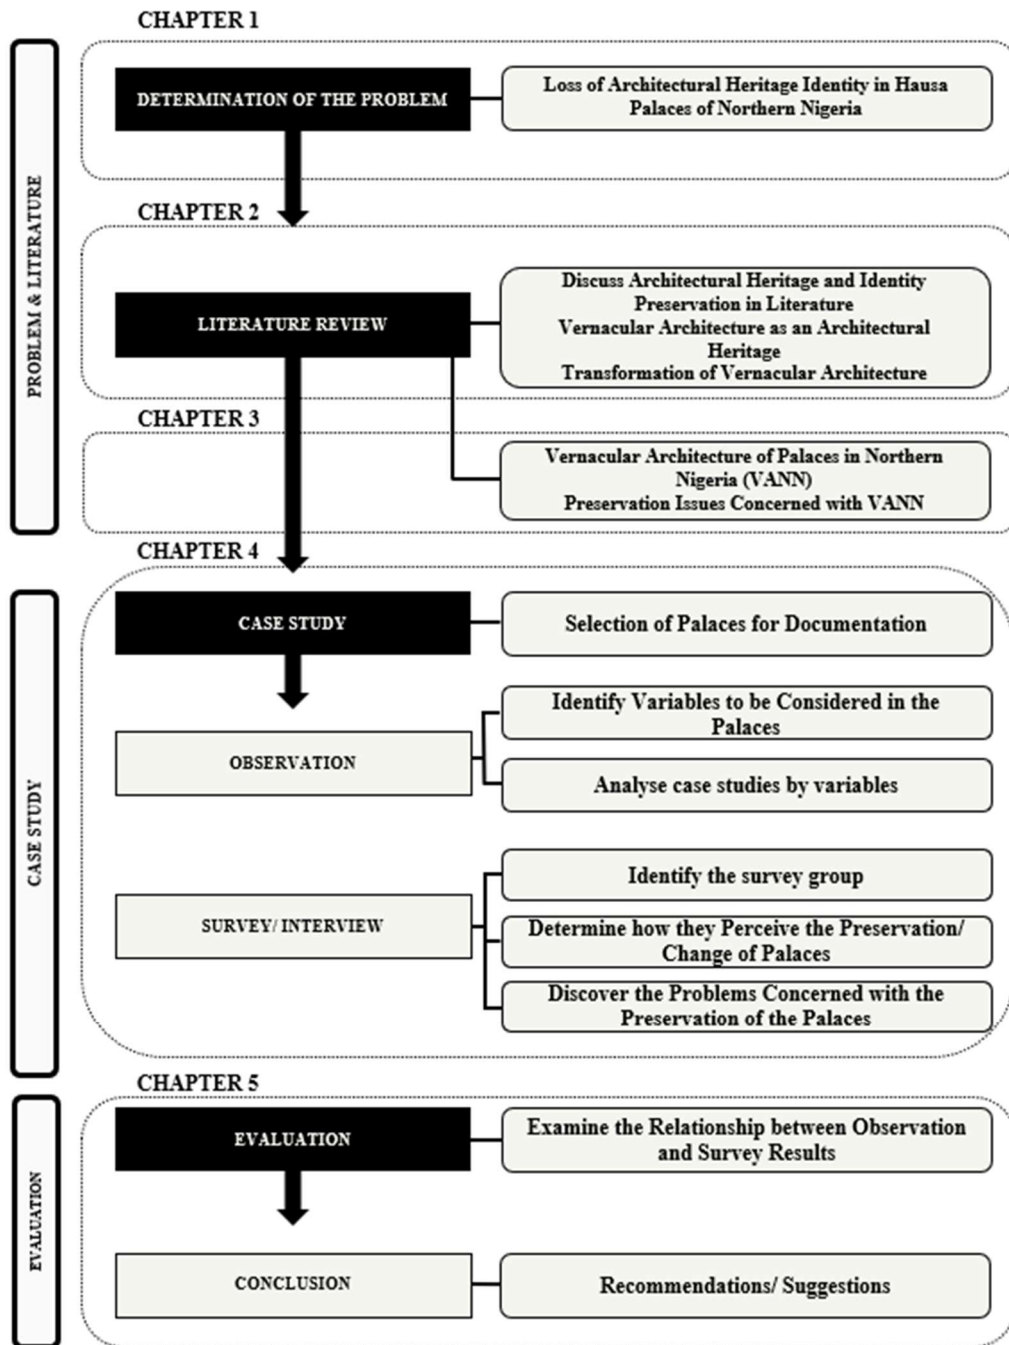 CHAPTER 1
PROBLEM & LITERATURE
DETERMINATION OF THE PROBLEM
Loss of Architectural Heritage Identity in Hausa
Palaces of Northern Nigeria
CHAPTER 2
LITERATURE REVIEW
Discuss Architectural Heritage and Identity
Preservation in Literature
Vernacular Architecture as an Architectural
Heritage
Transformation of Vernacular Architecture
CHAPTER 3
Vernacular Architecture of Palaces in Northern
Nigeria (VANN)
Preservation Issues Concerned with VANN
CHAPTER 4
CASE STUDY
CASE STUDY
Selection of Palaces for Documentation
OBSERVATION
Identify Variables to be Considered in the
Palaces
Analyse case studies by variables
SURVEY/ INTERVIEW
Identify the survey group
Determine how they Perceive the Preservation/
Change of Palaces
Discover the Problems Concerned with the
Preservation of the Palaces
CHAPTER 5
EVALUATION
EVALUATION
Examine the Relationship between Observation
and Survey Results
CONCLUSION
Recommendations/ Suggestions